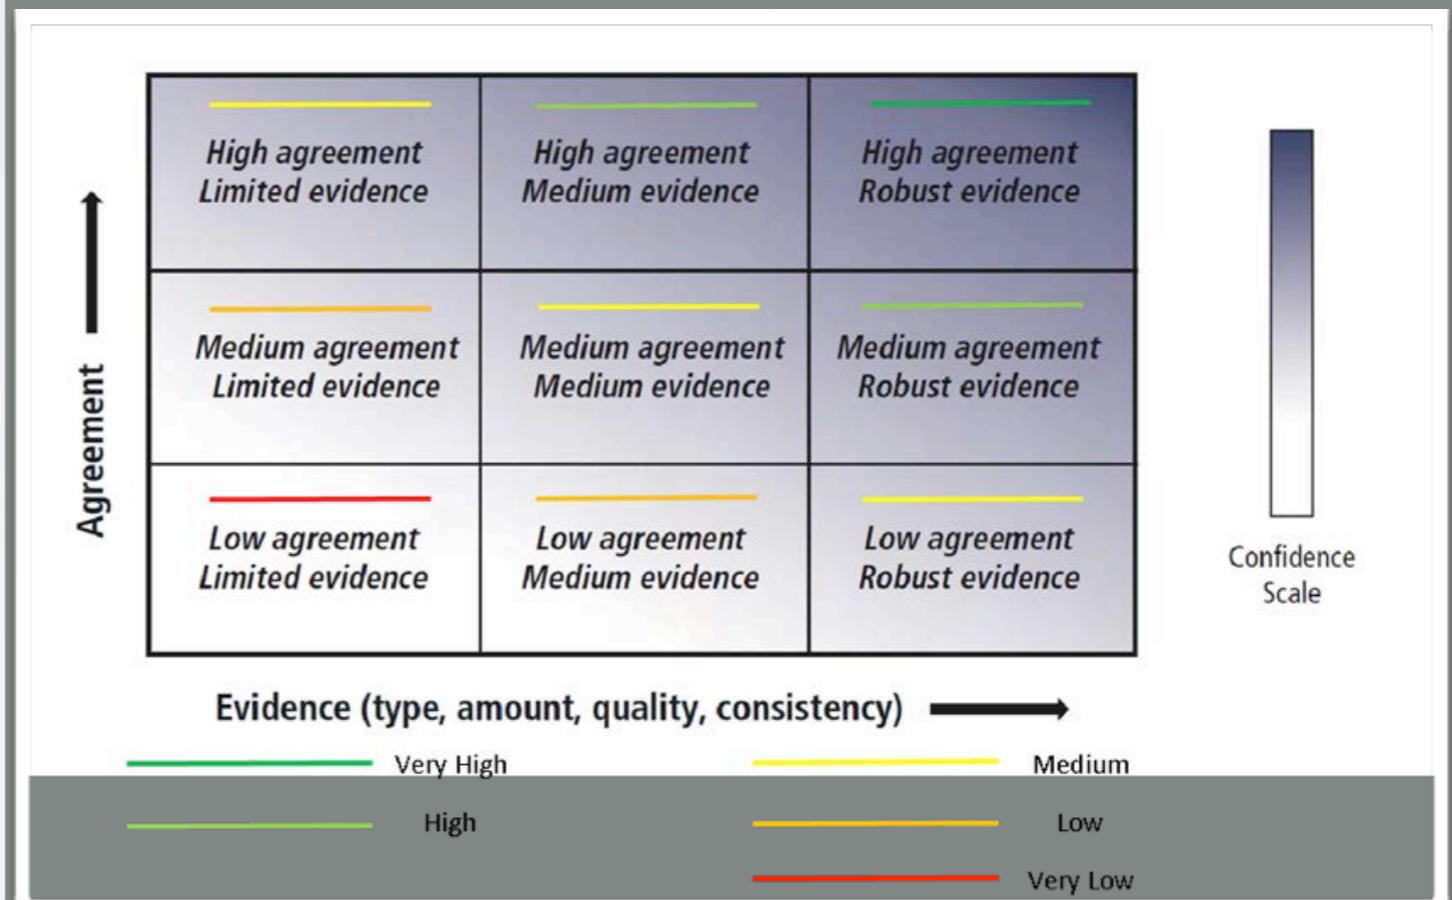 High agreement
Limited evidence
High agreement
Medium evidence
High agreement
Robust evidence
Medium agreement
Limited evidence
Medium agreement
Medium evidence
Medium agreement
Robust evidence
Low agreement
Limited evidence
Low agreement
Medium evidence
Low agreement
Robust evidence
Agreement
Confidence
Scale
Evidence (type, amount, quality, consistency)
Very High
Medium
High
Low
Very Low